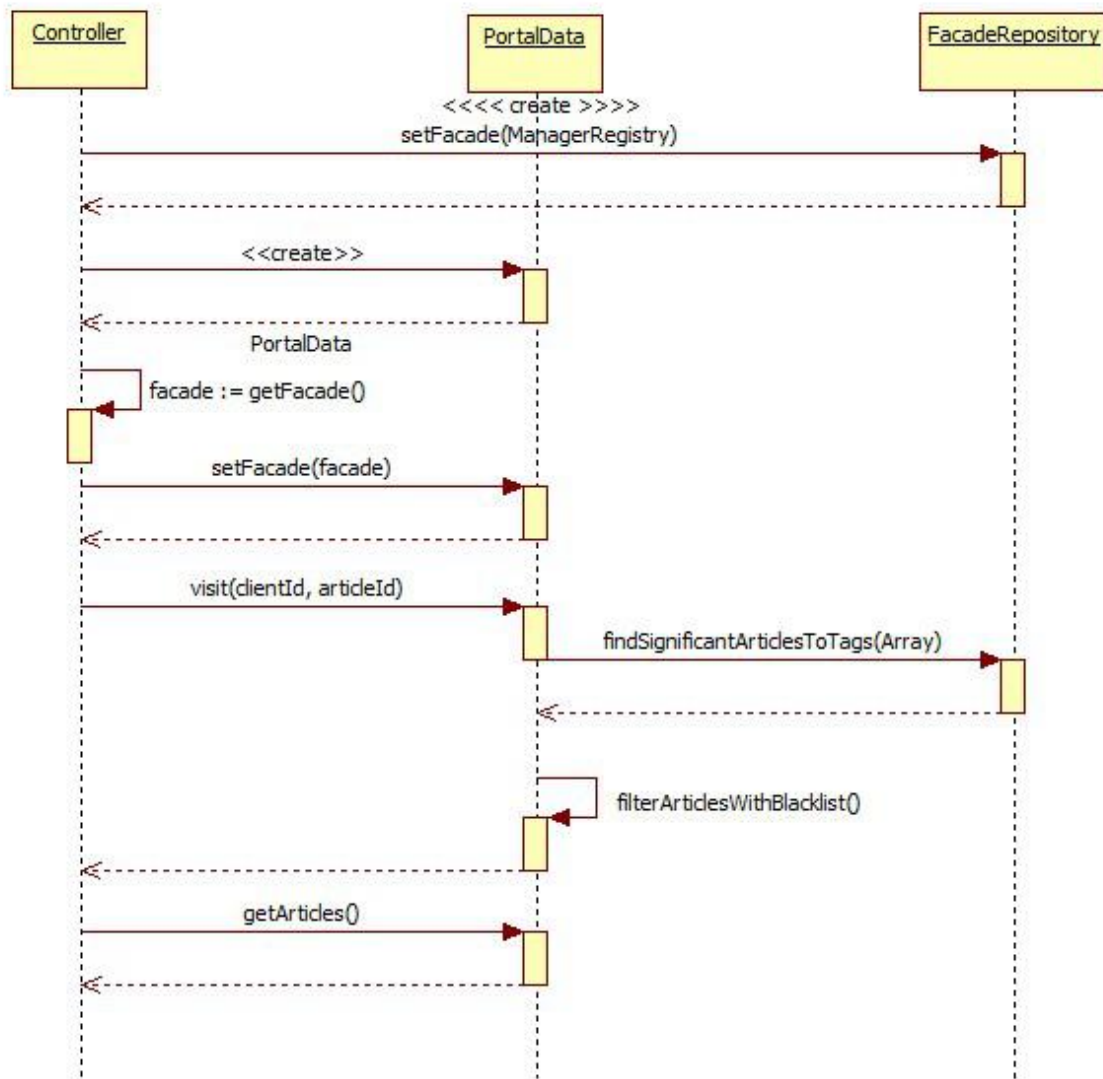 Controller
PortalData
FacadeRepository
<<<< create >>>>
setFacade(ManagerRegistry)
<<create>>
PortalData
facade := getFacade()
setFacade(facade)
visit(clientId, articleId)
findSignificantArticlesToTags(Array)
filterArticlesWithBlacklist()
getArticles()